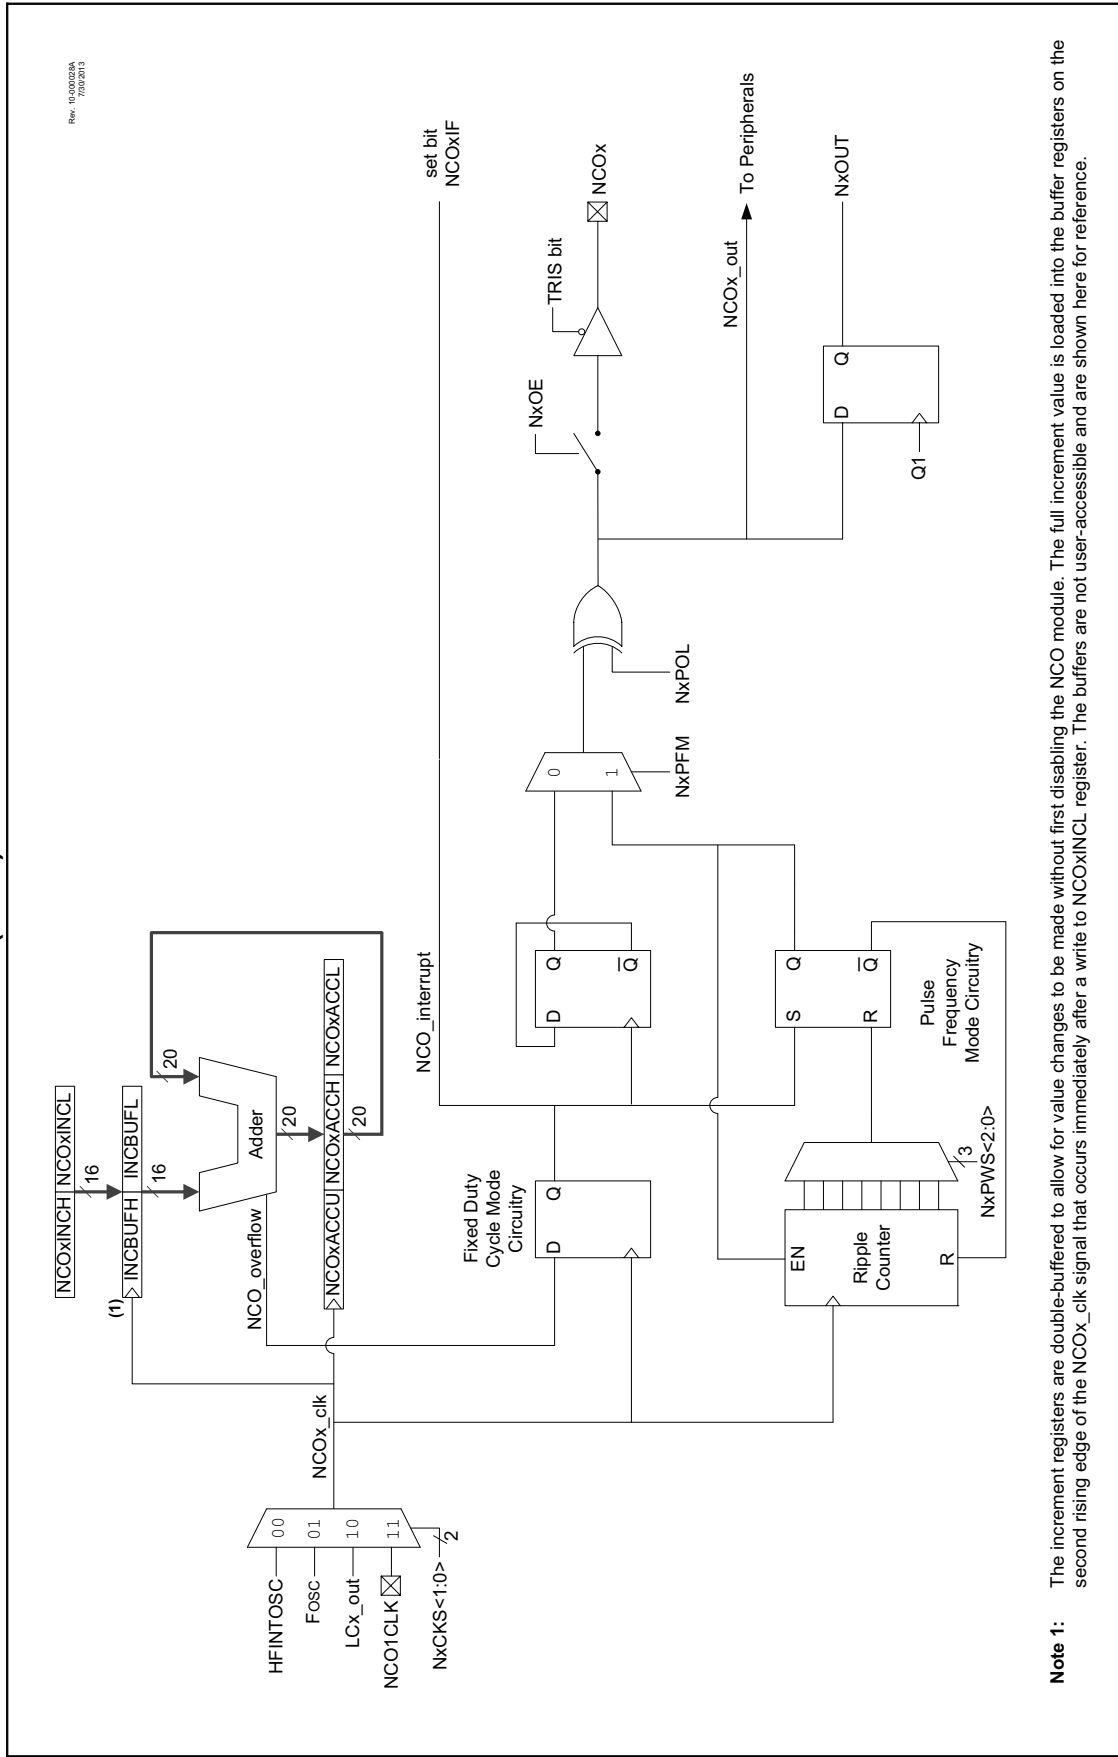 Rev. 10-000028A
7/30/2013
NCOxINCH NCOxINCL
16
(1)
INCBUFH INCBUFL
16
20
Adder
20
NCO_overflow
NCOxACCU NCOxACCH NCOxACCL
20
NCOx_clk
HFINTOSC
00
FOSC
01
LCx_out
10
NCO1CLK
11
NxCKS<1:0>
2
NCO_interrupt
set bit
NCOxIF
Fixed Duty
Cycle Mode
Circuitry
D
Q
D
Q
Q
0
1
NxPFM
NxPOL
NxOE
TRIS bit
NCOx
NCOx_out
To Peripherals
D
Q
Q1
NxOUT
EN
Ripple
Counter
R
3
NxPWS<2:0>
S
Q
R
Q
Pulse
Frequency
Mode Circuitry
Note 1: The increment registers are double-buffered to allow for value changes to be made without first disabling the NCO module. The full increment value is loaded into the buffer registers on the
second rising edge of the NCOx_clk signal that occurs immediately after a write to NCOxINCL register. The buffers are not user-accessible and are shown here for reference.